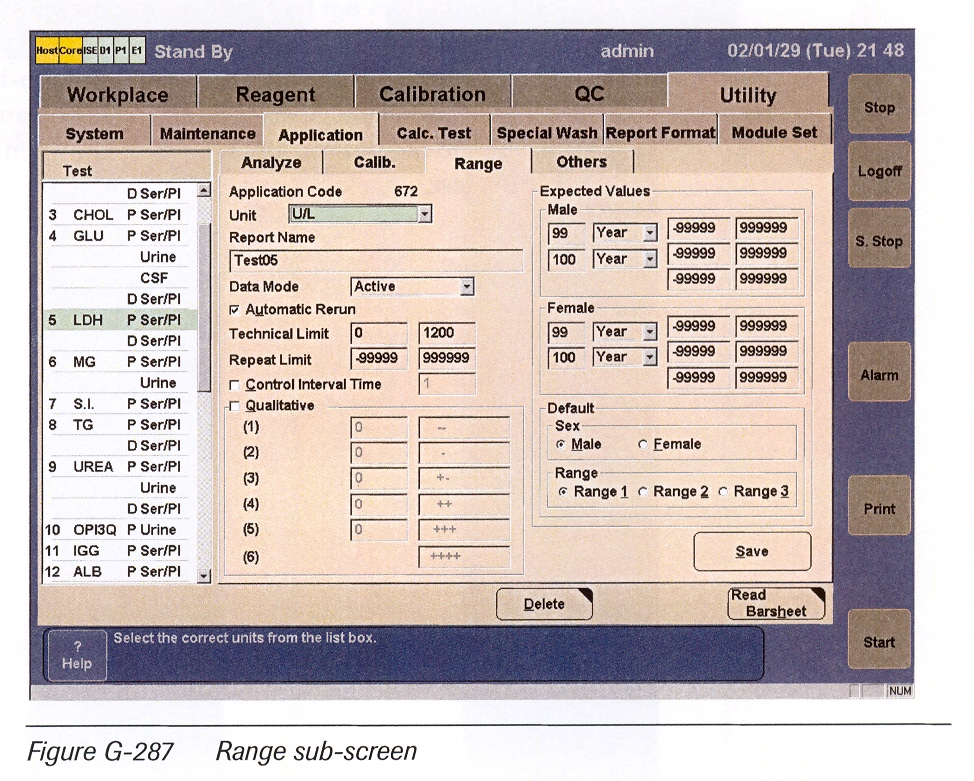 Host Core ISE D1 P1 E1 Stand By admin 02/01/29 (Tue) 21 48
Workplace Reagent Calibration QC Utility
System Maintenance Application Calc. Test Special Wash Report Format Module Set
Analyze Calib. Range Others
Test
D Ser/Pl
3 CHOL P Ser/Pl
4 GLU P Ser/Pl
Urine
CSF
D Ser/Pl
5 LDH P Ser/Pl
D Ser/Pl
6 MG P Ser/Pl
Urine
7 S.I. P Ser/Pl
8 TG P Ser/Pl
D Ser/Pl
9 UREA P Ser/Pl
Urine
D Ser/Pl
10 OPI3Q P Urine
11 IGG P Ser/Pl
12 ALB P Ser/Pl
Application Code 672
Unit U/L
Report Name
Test05
Data Mode Active
Automatic Rerun
Technical Limit 0 1200
Repeat Limit -99999 999999
Control Interval Time 1
Qualitative
(1) 0 --
(2) 0 -
(3) 0 +-
(4) 0 ++
(5) 0 +++
(6) ++++
Expected Values
Male
99 Year -99999 999999
100 Year -99999 999999
-99999 999999
Female
99 Year -99999 999999
100 Year -99999 999999
-99999 999999
Default
Sex
Male Female
Range
Range 1 Range 2 Range 3
Save
Delete
Read
Barsheet
Stop
Logoff
S. Stop
Alarm
Print
Start
?
Help
Select the correct units from the list box.
NUM
Figure G-287 Range sub-screen